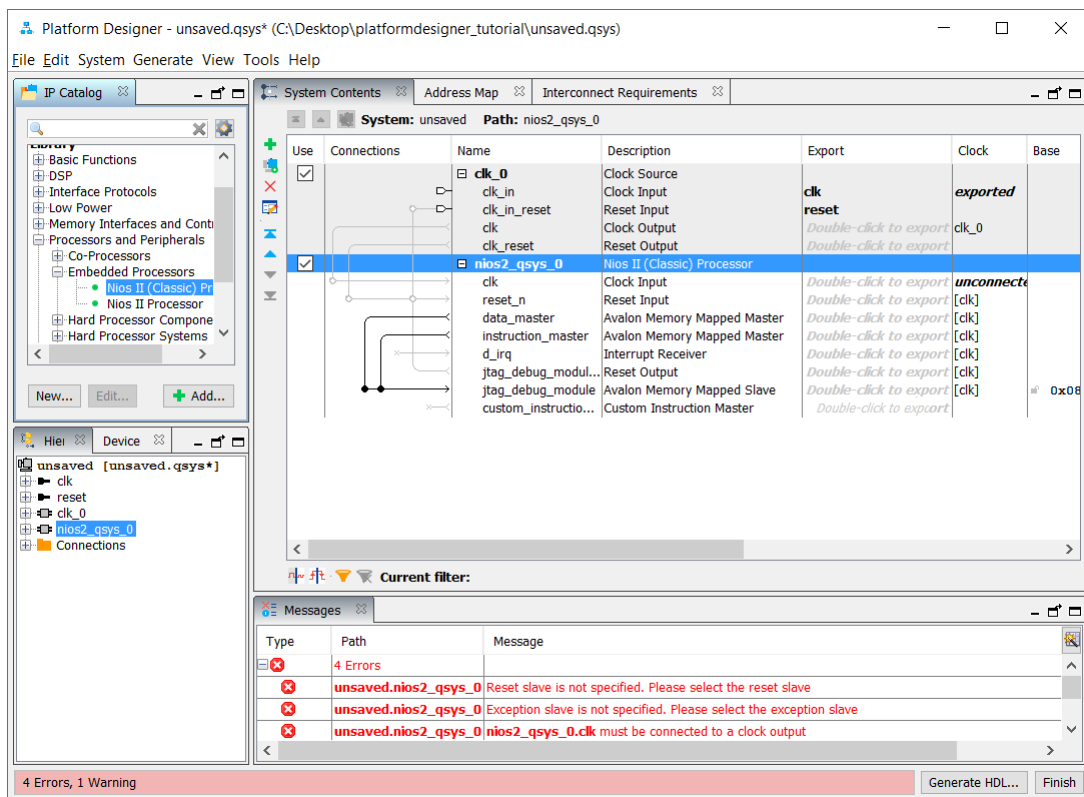 Platform Designer - unsaved.qsys* (C:\Desktop\platformdesigner_tutorial\unsaved.qsys)
File Edit System Generate View Tools Help
IP Catalog
Library
Basic Functions
DSP
Interface Protocols
Low Power
Memory Interfaces and Conti
Processors and Peripherals
Co-Processors
Embedded Processors
Nios II (Classic) Pr
Nios II Processor
Hard Processor Compone
Hard Processor Systems
New... Edit... Add...
Hier Device
unsaved [unsaved.qsys*]
clk
reset
clk_0
nios2_qsys_0
Connections
System Contents Address Map Interconnect Requirements
System: unsaved Path: nios2_qsys_0
Use Connections Name Description Export Clock Base
clk_0 Clock Source
clk_in Clock Input clk exported
clk_in_reset Reset Input reset
clk Clock Output Double-click to export clk_0
clk_reset Reset Output Double-click to export
nios2_qsys_0 Nios II (Classic) Processor
clk Clock Input Double-click to export unconnecte
reset_n Reset Input Double-click to export [clk]
data_master Avalon Memory Mapped Master Double-click to export [clk]
instruction_master Avalon Memory Mapped Master Double-click to export [clk]
d_irq Interrupt Receiver Double-click to export [clk]
jtag_debug_modul... Reset Output Double-click to export [clk]
jtag_debug_module Avalon Memory Mapped Slave Double-click to export [clk] 0x08
custom_instructio... Custom Instruction Master Double-click to export
Current filter:
Messages
Type Path Message
4 Errors
unsaved.nios2_qsys_0 Reset slave is not specified. Please select the reset slave
unsaved.nios2_qsys_0 Exception slave is not specified. Please select the exception slave
unsaved.nios2_qsys_0 nios2_qsys_0.clk must be connected to a clock output
4 Errors, 1 Warning
Generate HDL... Finish